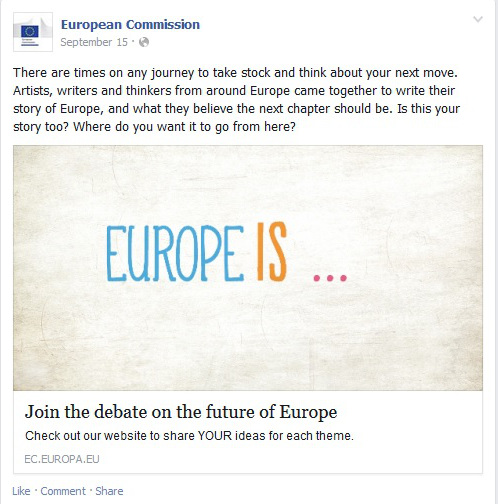 European Commission
September 15 ·
There are times on any journey to take stock and think about your next move.
Artists, writers and thinkers from around Europe came together to write their
story of Europe, and what they believe the next chapter should be. Is this your
story too? Where do you want it to go from here?
EUROPE IS ...
Join the debate on the future of Europe
Check out our website to share YOUR ideas for each theme.
EC.EUROPA.EU
Like · Comment · Share